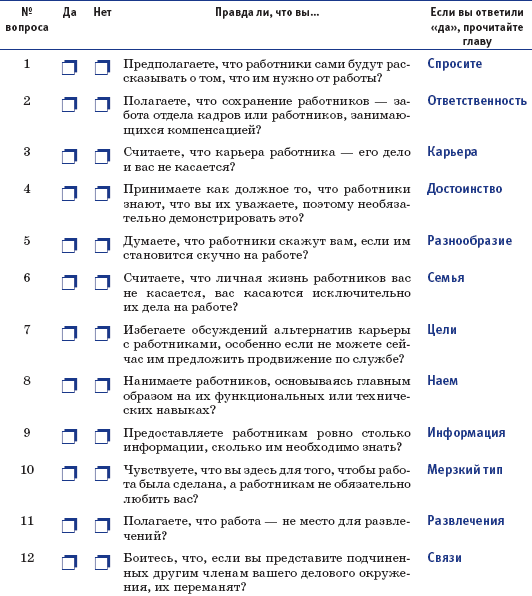 № вопроса Да Нет Правда ли, что вы... Если вы ответили «да», прочитайте главу
1 Предполагаете, что работники сами будут рас-
сказывать о том, что им нужно от работы? Спросите
2 Полагаете, что сохранение работников — за-
бота отдела кадров или работников, занимаю-
щихся компенсацией? Ответственность
3 Считаете, что карьера работника — его дело
и вас не касается? Карьера
4 Принимаете как должное то, что работники
знают, что вы их уважаете, поэтому необяза-
тельно демонстрировать это? Достоинство
5 Думаете, что работники скажут вам, если им
становится скучно на работе? Разнообразие
6 Считаете, что личная жизнь работников вас
не касается, вас касаются исключительно
их дела на работе? Семья
7 Избегаете обсуждений альтернатив карьеры
с работниками, особенно если не можете сей-
час им предложить продвижение по службе? Цели
8 Нанимаете работников, основываясь главным
образом на их функциональных или техниче-
ских навыках? Наем
9 Предоставляете работникам ровно столько
информации, сколько им необходимо знать? Информация
10 Чувствуете, что вы здесь для того, чтобы рабо-
та была сделана, а работникам не обязательно
любить вас? Мерзкий тип
11 Полагаете, что работа — не место для развле-
чений? Развлечения
12 Боитесь, что, если вы представите подчинен-
ных другим членам вашего делового окруже-
ния, их переманят? Связи